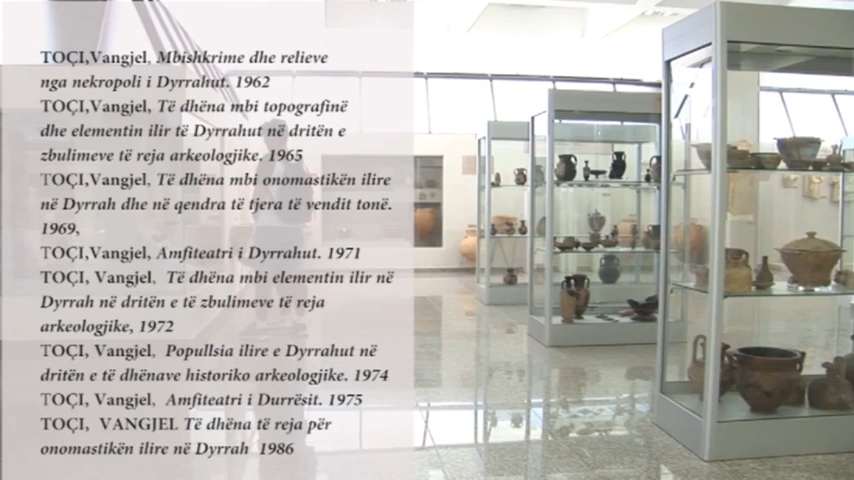 TOÇI,Vangjel, Mbishkrime dhe relieve
nga nekropoli i Dyrrahut. 1962
TOÇI,Vangjel, Të dhëna mbi topografinë
dhe elementin ilir të Dyrrahut në dritën e
zbulimeve të reja arkeologjike. 1965
TOÇI,Vangjel, Të dhëna mbi onomastikën ilire
në Dyrrah dhe në qendra të tjera të vendit tonë.
1969,
TOÇI,Vangjel, Amfiteatri i Dyrrahut. 1971
TOÇI, Vangjel, Të dhëna mbi elementin ilir në
Dyrrah në dritën e të zbulimeve të reja
arkeologjike, 1972
TOÇI, Vangjel, Popullsia ilire e Dyrrahut në
dritën e të dhënave historiko arkeologjike. 1974
TOÇI, Vangjel, Amfiteatri i Durrësit. 1975
TOÇI, VANGJEL Të dhëna të reja për
onomastikën ilire në Dyrrah 1986